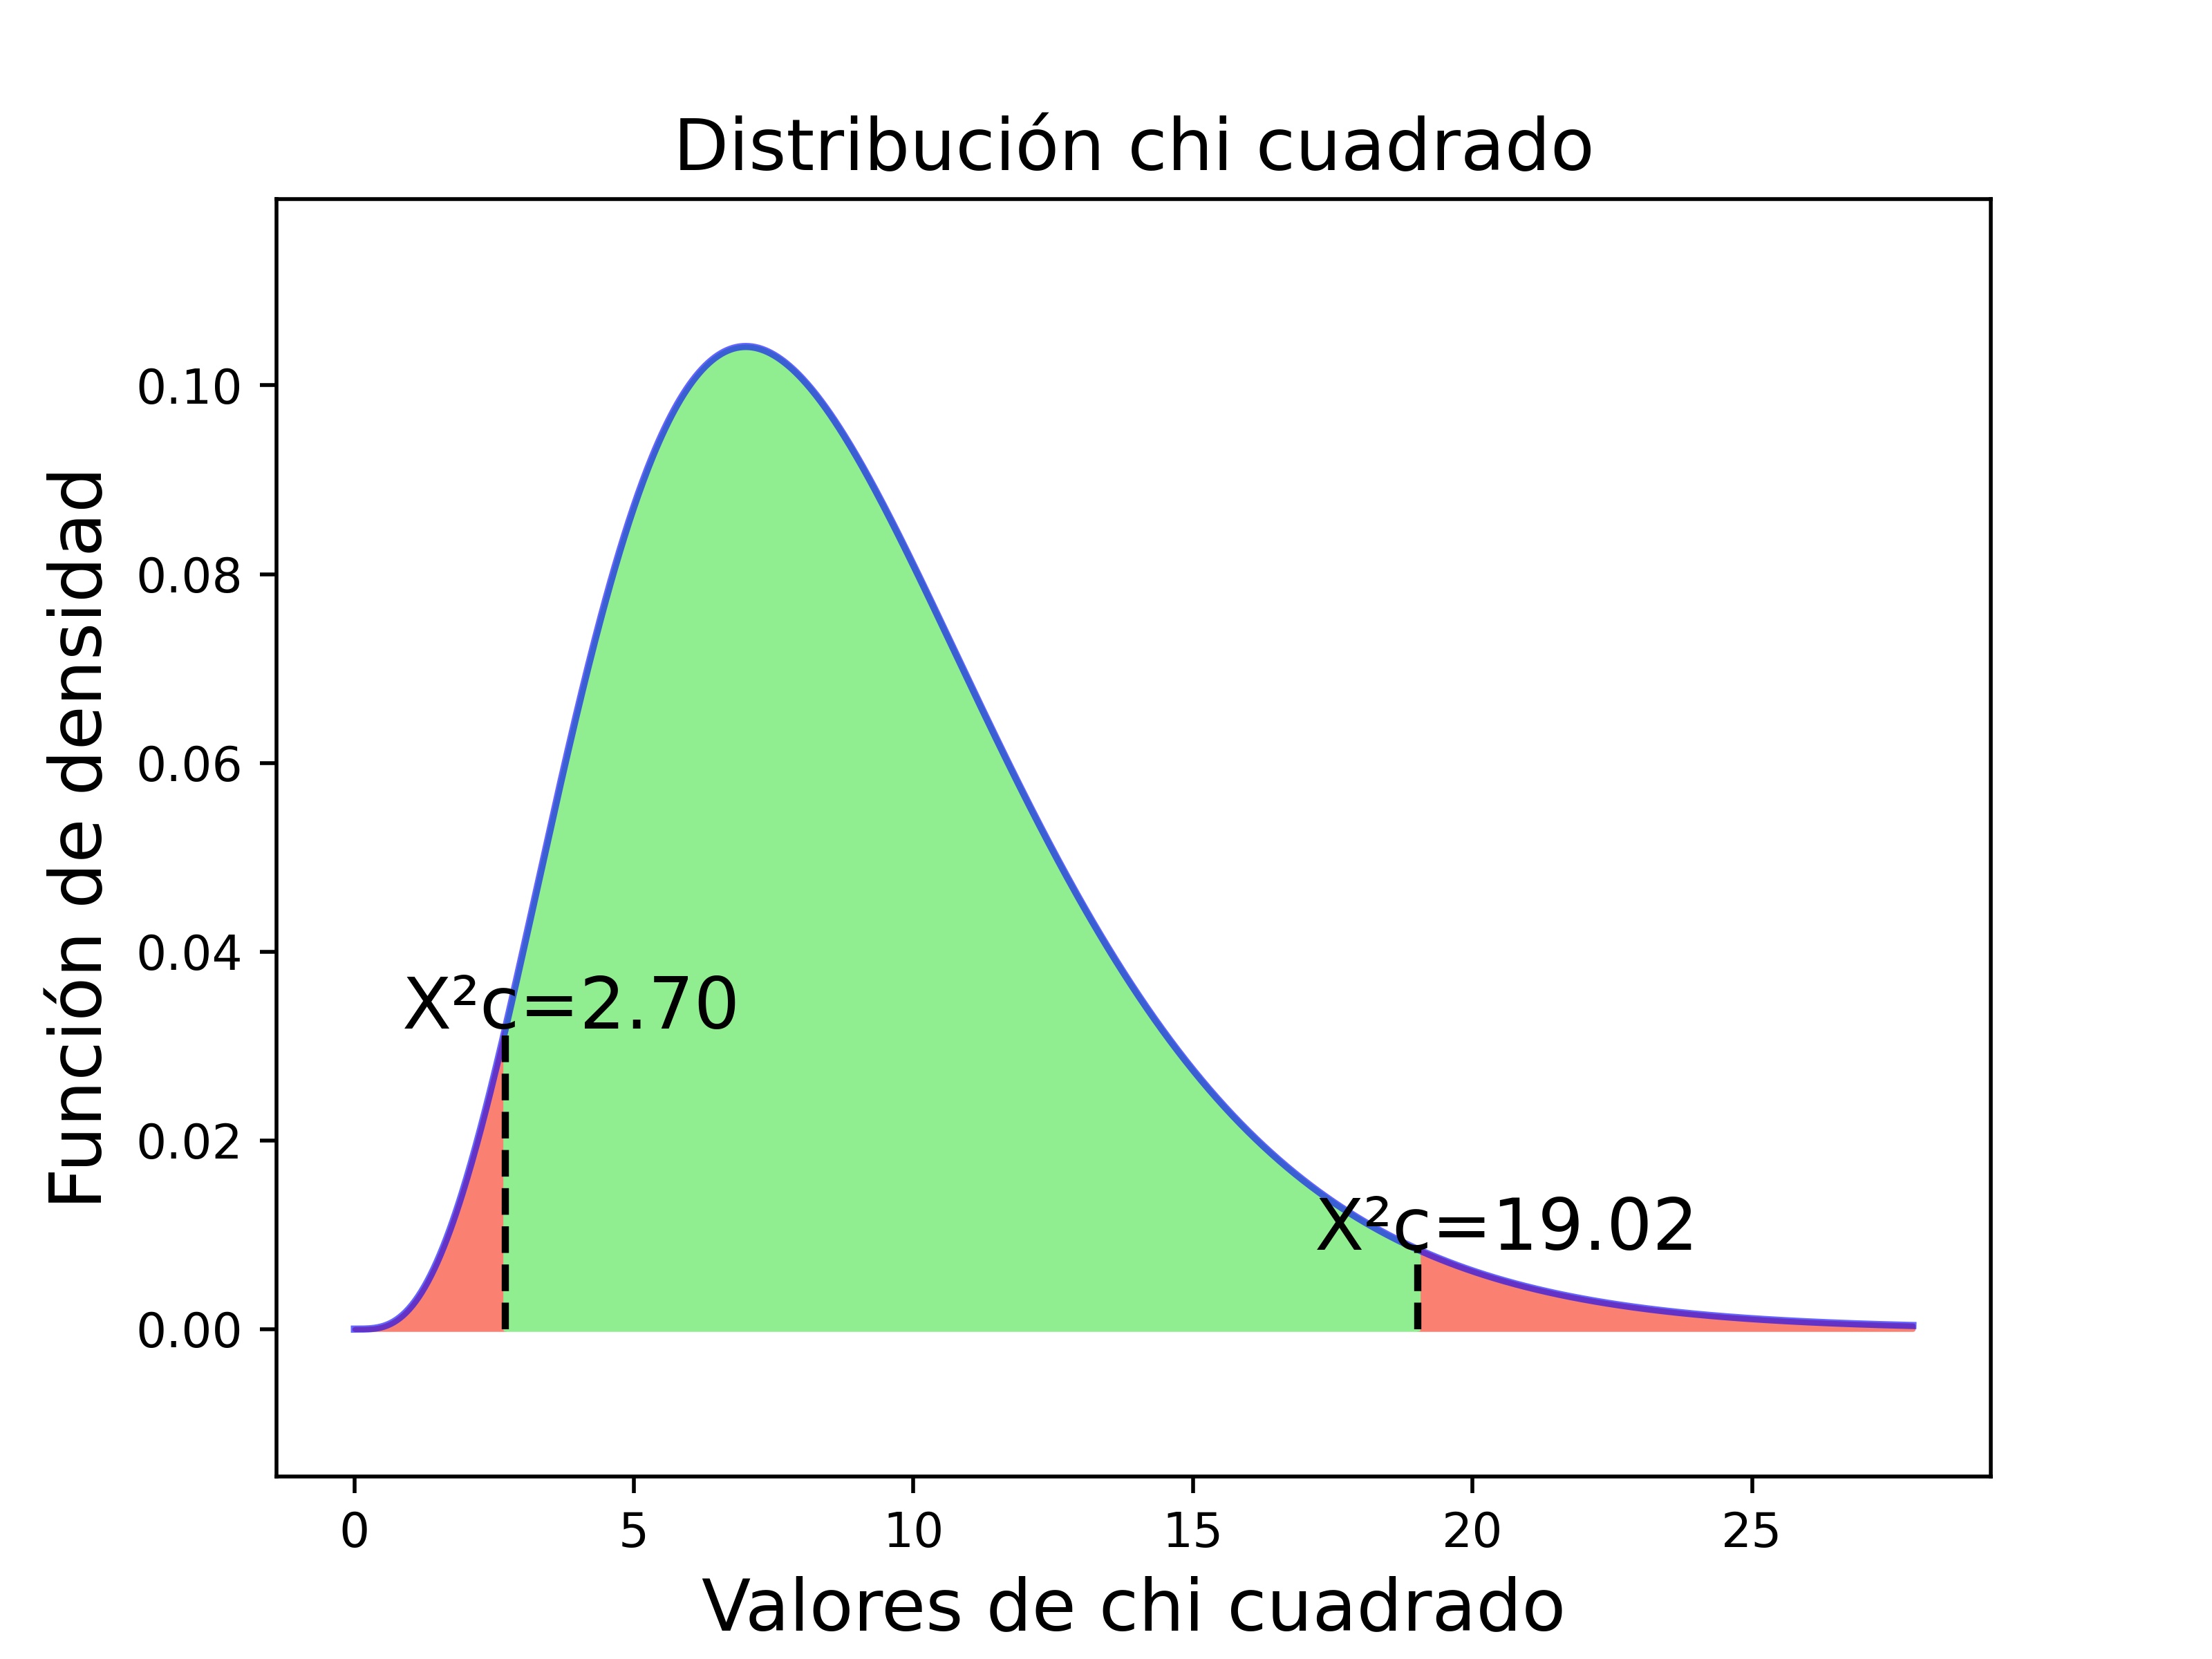 Distribución chi cuadrado
Función de densidad
0.10
0.08
0.06
0.04
0.02
0.00
X²c=2.70
X²c=19.02
0 5 10 15 20 25
Valores de chi cuadrado